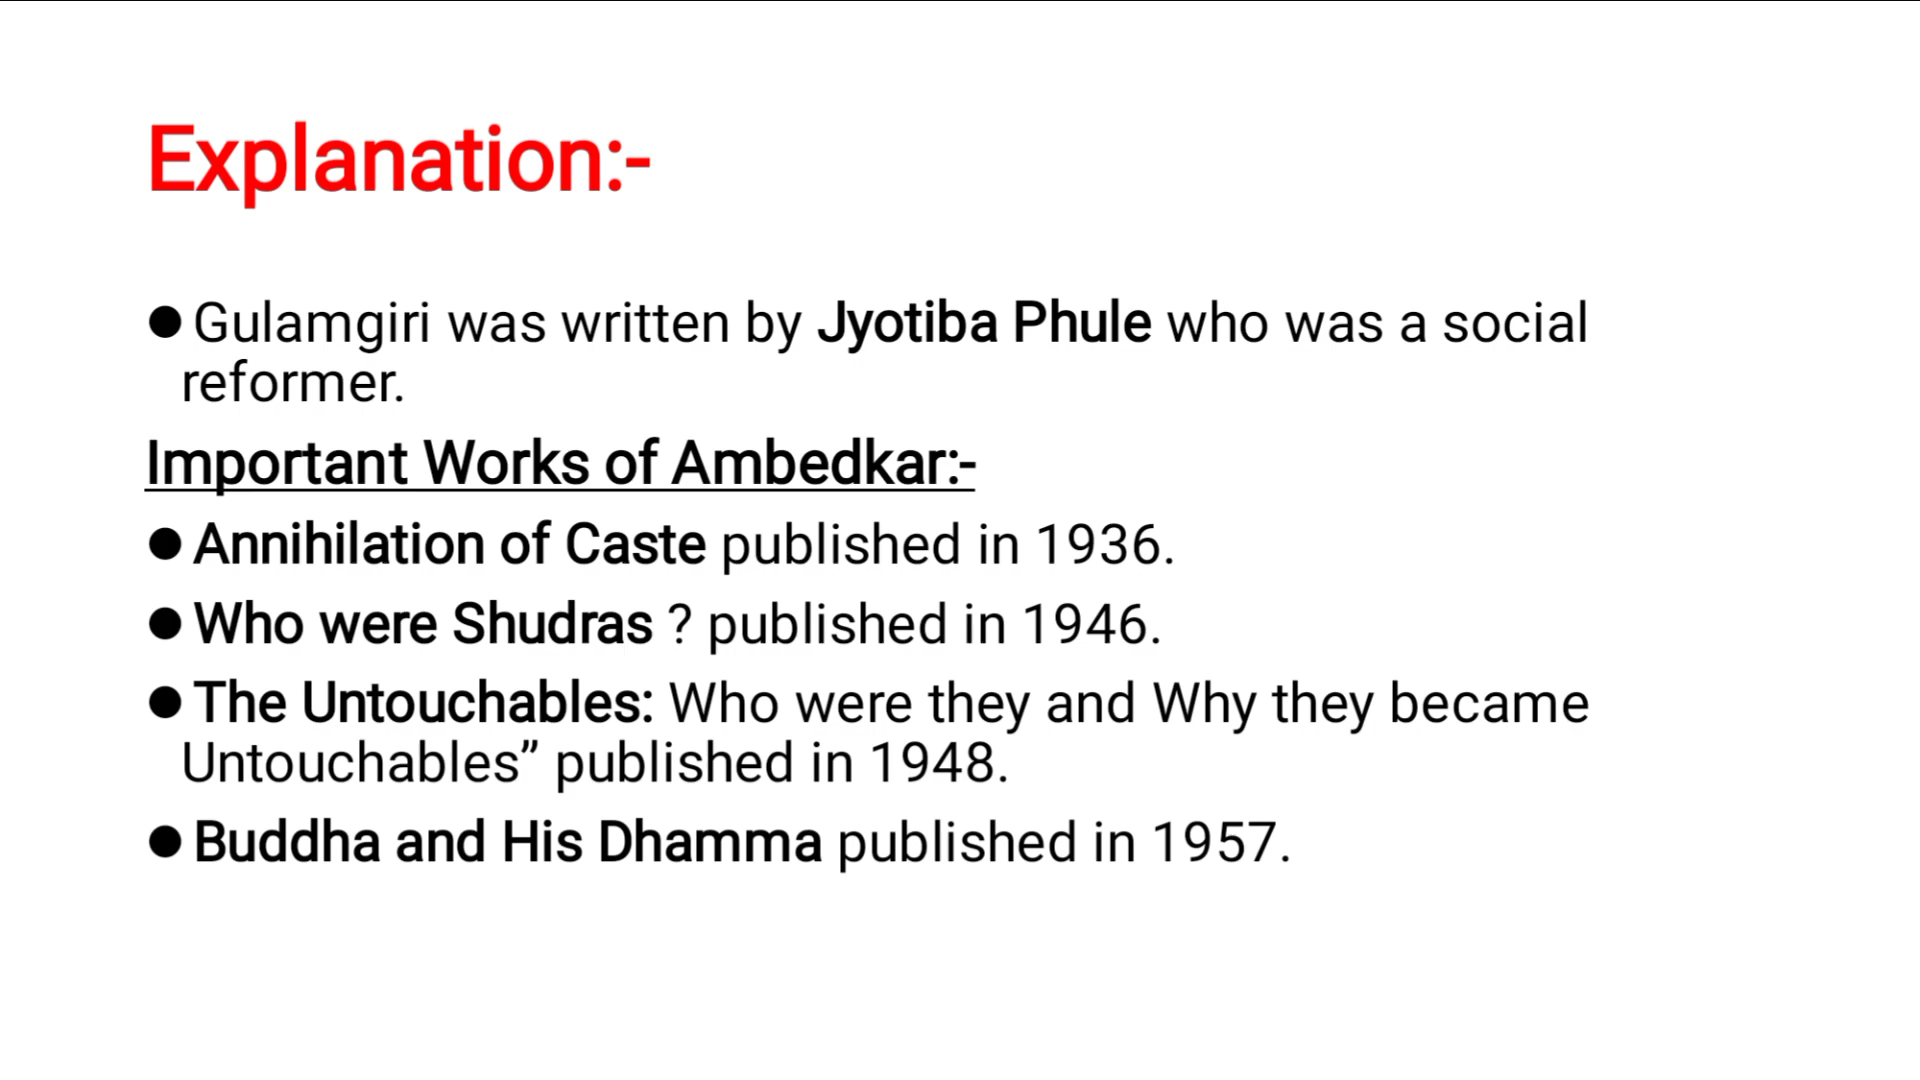 Explanation:-
● Gulamgiri was written by Jyotiba Phule who was a social
reformer.
Important Works of Ambedkar:-
● Annihilation of Caste published in 1936.
● Who were Shudras ? published in 1946.
● The Untouchables: Who were they and Why they became
Untouchables” published in 1948.
● Buddha and His Dhamma published in 1957.